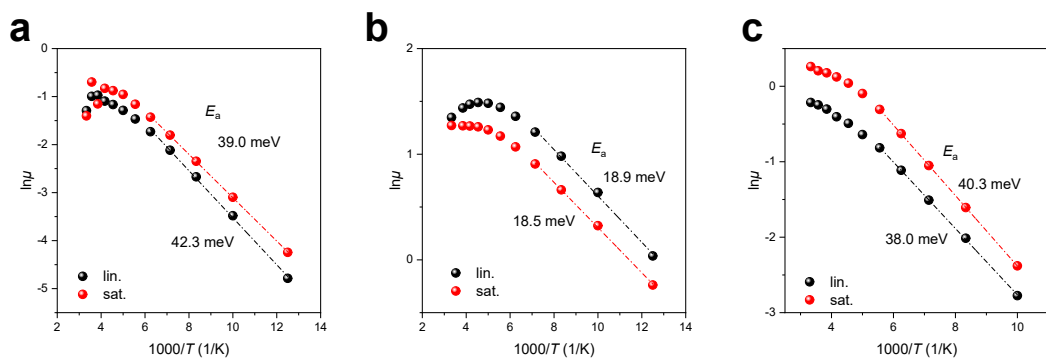 a
0
-1
-2
-3
-4
-5
lnμ
Ea
39.0 meV
42.3 meV
lin.
sat.
2 4 6 8 10 12 14
1000/T (1/K)
b
2
1
0
lnμ
Ea
18.9 meV
18.5 meV
lin.
sat.
2 4 6 8 10 12 14
1000/T (1/K)
c
0
-1
-2
-3
lnμ
Ea
40.3 meV
38.0 meV
lin.
sat.
4 6 8 10
1000/T (1/K)